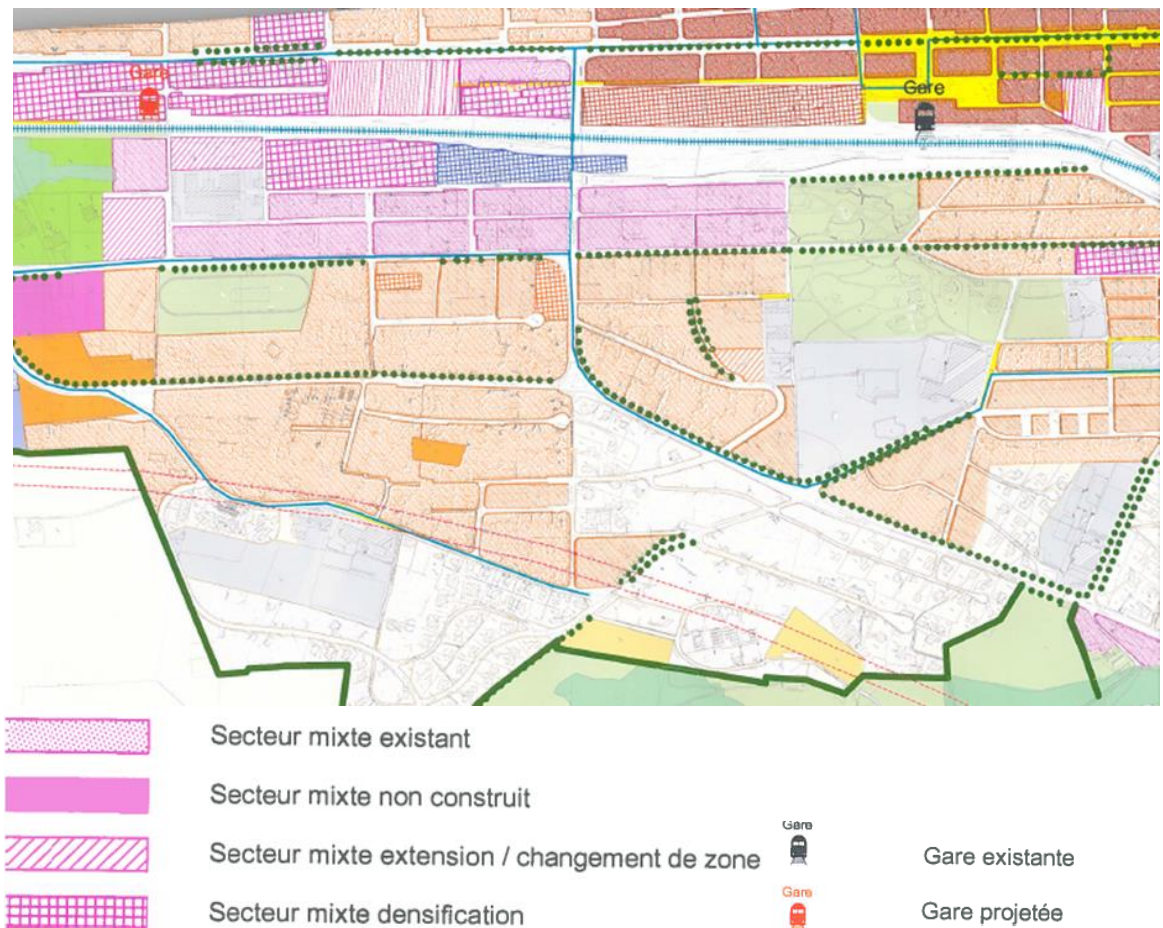 Gare
Gare
Secteur mixte existant
Secteur mixte non construit
Secteur mixte extension / changement de zone
Secteur mixte densification
Gare
Gare existante
Gare
Gare projetée